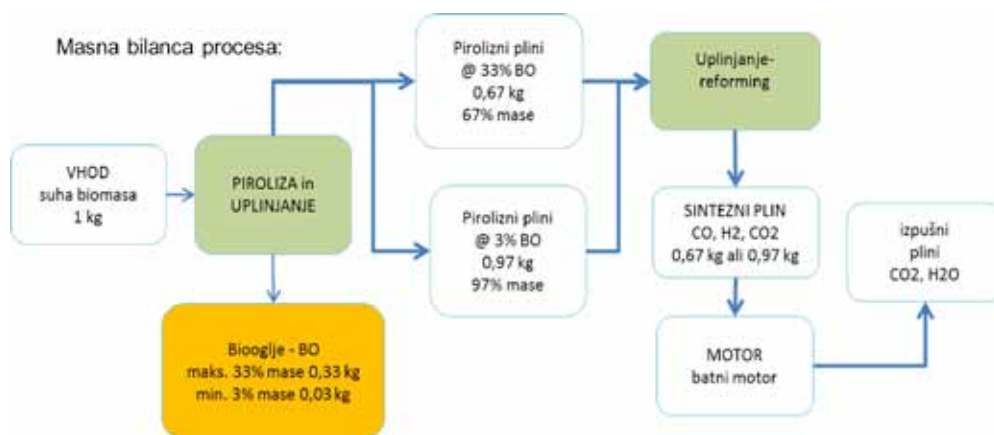 Masna bilanca procesa:
VHOD
suha biomasa
1 kg
PIROLIZA in
UPLINJANJE
Biooglje - BO
maks. 33% mase 0,33 kg
min. 3% mase 0,03 kg
Pirolizni plini
@ 33% BO
0,67 kg
67% mase
Pirolizni plini
@ 3% BO
0,97 kg
97% mase
Uplinjanje-
reforming
SINTEZNI PLIN
CO, H2, CO2
0,67 kg ali 0,97 kg
MOTOR
batni motor
izpušni
plini
CO2, H2O